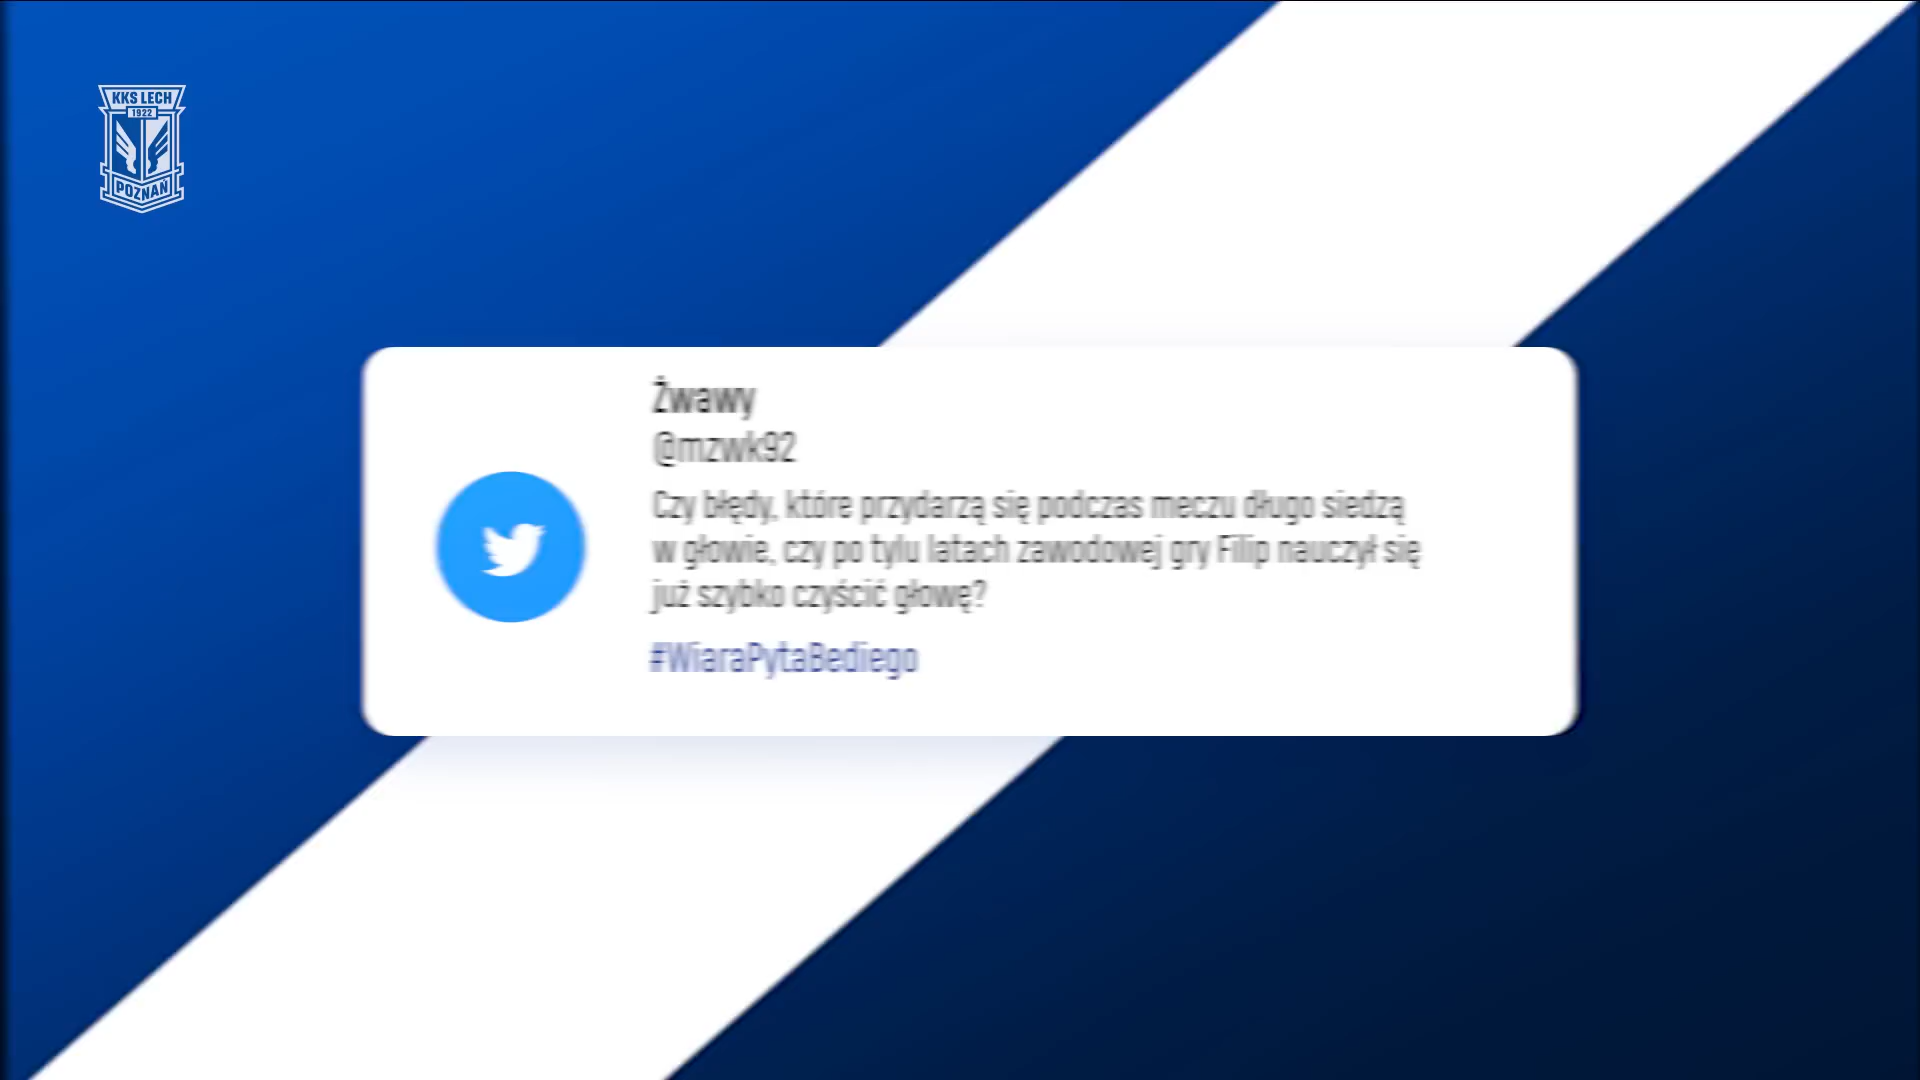 KKS LECH
1922
POZNAŃ
Żwawy
@mzwk92
Czy błędy, które przydarzą się podczas meczu długo siedzą
w głowie, czy po tylu latach zawodowej gry Filip nauczył się
już szybko czyścić głowę?
#WiaraPytaBediego